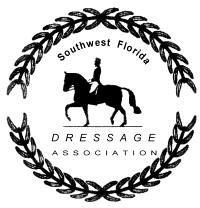 Southwest Florida
DRESSAGE
ASSOCIATION